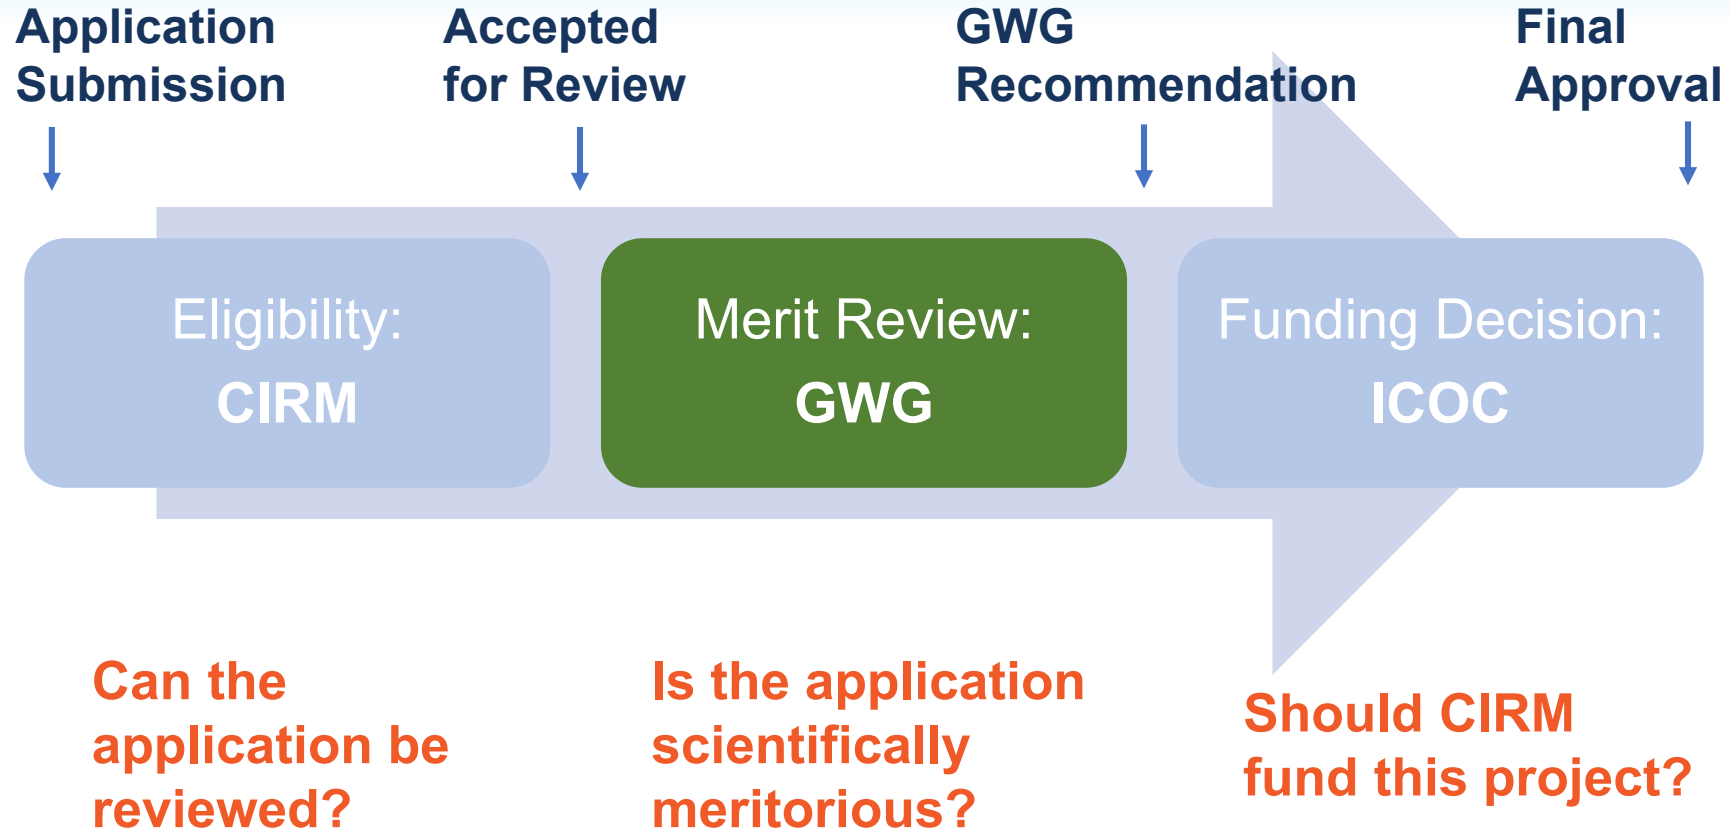 Application
Submission
Accepted
for Review
GWG
Recommendation
Final
Approval
Eligibility:
CIRM
Merit Review:
GWG
Funding Decision:
ICOC
Can the
application be
reviewed?
Is the application
scientifically
meritorious?
Should CIRM
fund this project?